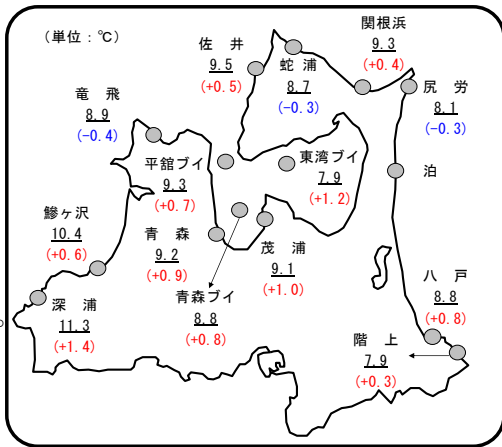 (単位：℃)
関根浜
9.3
(+0.4)
佐 井
9.5
(+0.5)
蛇 浦
8.7
(−0.3)
尻 労
8.1
(−0.3)
竜 飛
8.9
(−0.4)
平舘ブイ
9.3
(+0.7)
東湾ブイ
7.9
(+1.2)
泊
鰺ヶ沢
10.4
(+0.6)
青 森
9.2
(+0.9)
茂 浦
9.1
(+1.0)
青森ブイ
8.8
(+0.8)
深 浦
11.3
(+1.4)
八 戸
8.8
(+0.8)
階 上
7.9
(+0.3)